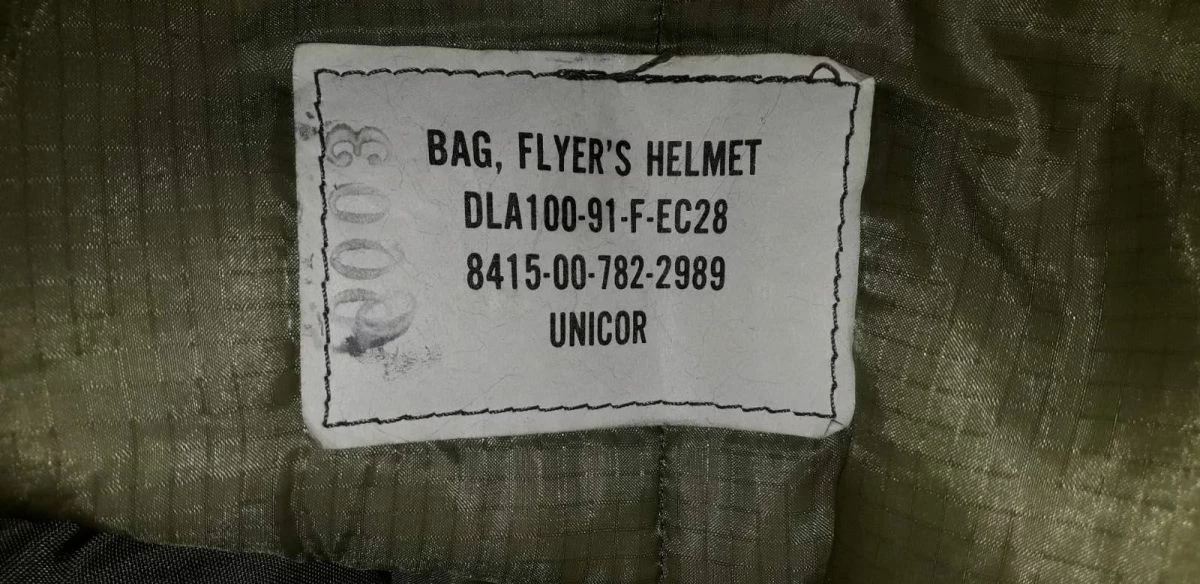 BAG, FLYER'S HELMET
DLA100-91-F-EC28
8415-00-782-2989
UNICOR